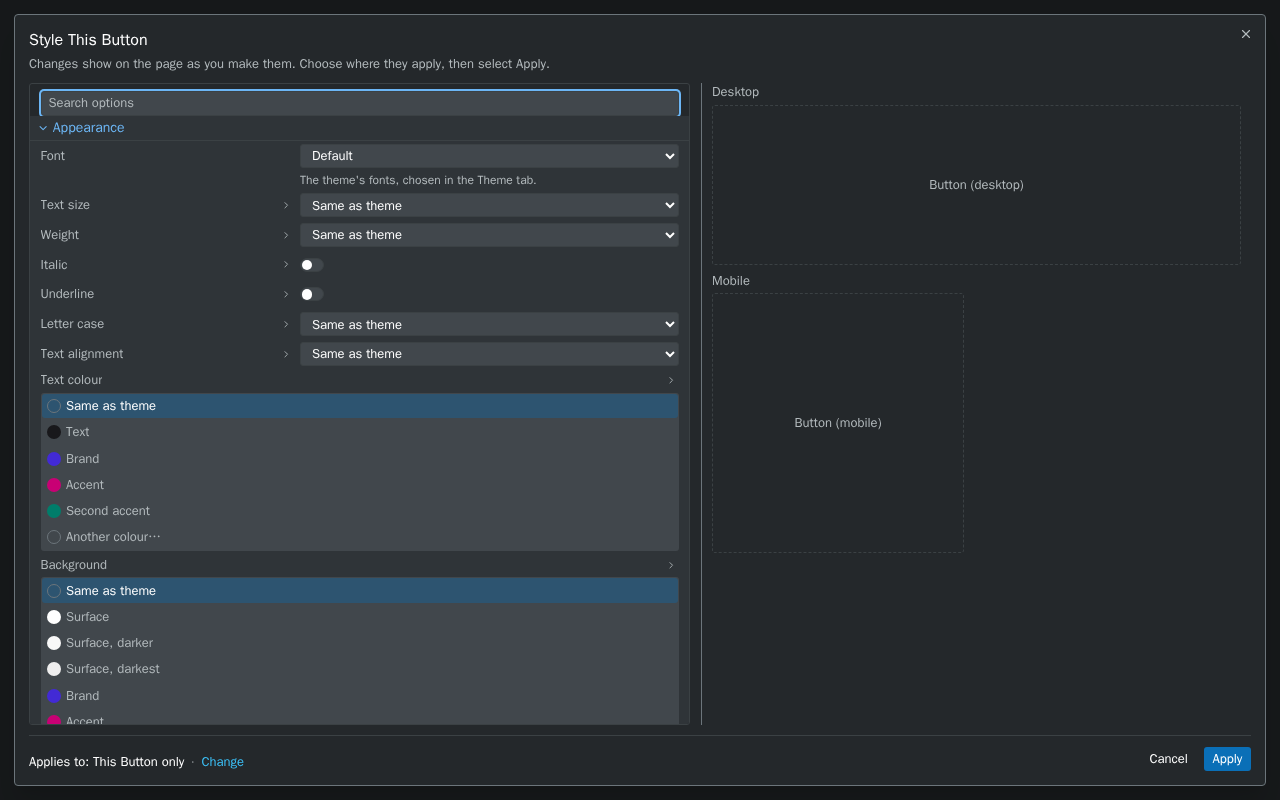 Style This Button
Changes show on the page as you make them. Choose where they apply, then select Apply.
Search options
Appearance
Font
Default
The theme's fonts, chosen in the Theme tab.
Text size
Same as theme
Weight
Same as theme
Italic
Underline
Letter case
Same as theme
Text alignment
Same as theme
Text colour
Same as theme
Text
Brand
Accent
Second accent
Another colour…
Background
Same as theme
Surface
Surface, darker
Surface, darkest
Brand
Accent
Desktop
Button (desktop)
Mobile
Button (mobile)
Applies to: This Button only · Change
Cancel
Apply